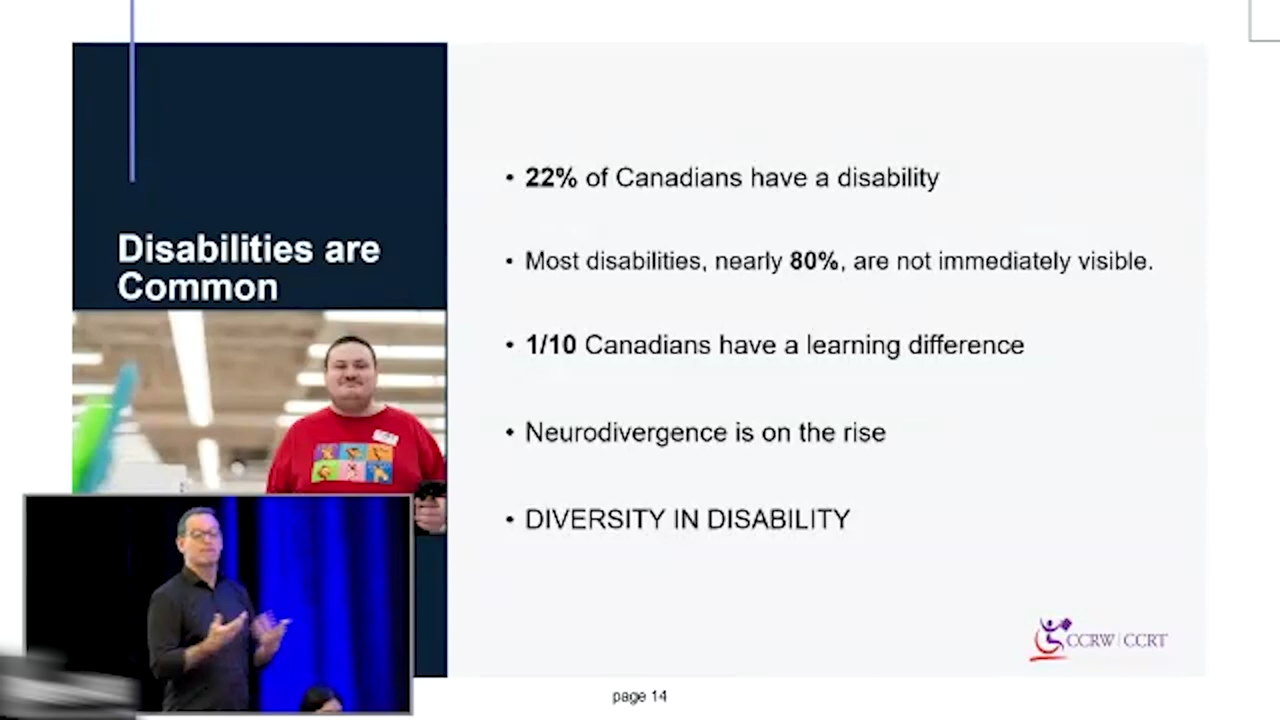 Disabilities are
Common
• 22% of Canadians have a disability
• Most disabilities, nearly 80%, are not immediately visible.
• 1/10 Canadians have a learning difference
• Neurodivergence is on the rise
• DIVERSITY IN DISABILITY
CCRW | CCRT
page 14